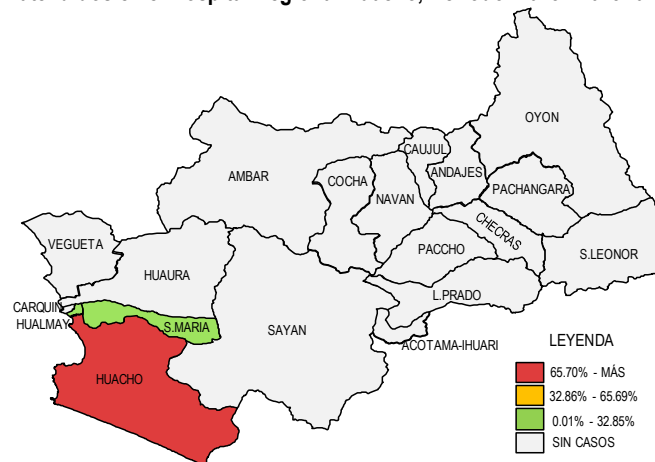 OYON
CAUJUL
ANDAJES
AMBAR
COCHA
NAVAN
PACHANGARA
CHECRAS
VEGUETA
PACCHO
S.LEONOR
HUAURA
L.PRADO
CARQUIN
HUALMAY
S.MARIA
SAYAN
ACOTAMA-IHUARI
HUACHO
LEYENDA
65.70% - MÁS
32.86% - 65.69%
0.01% - 32.85%
SIN CASOS